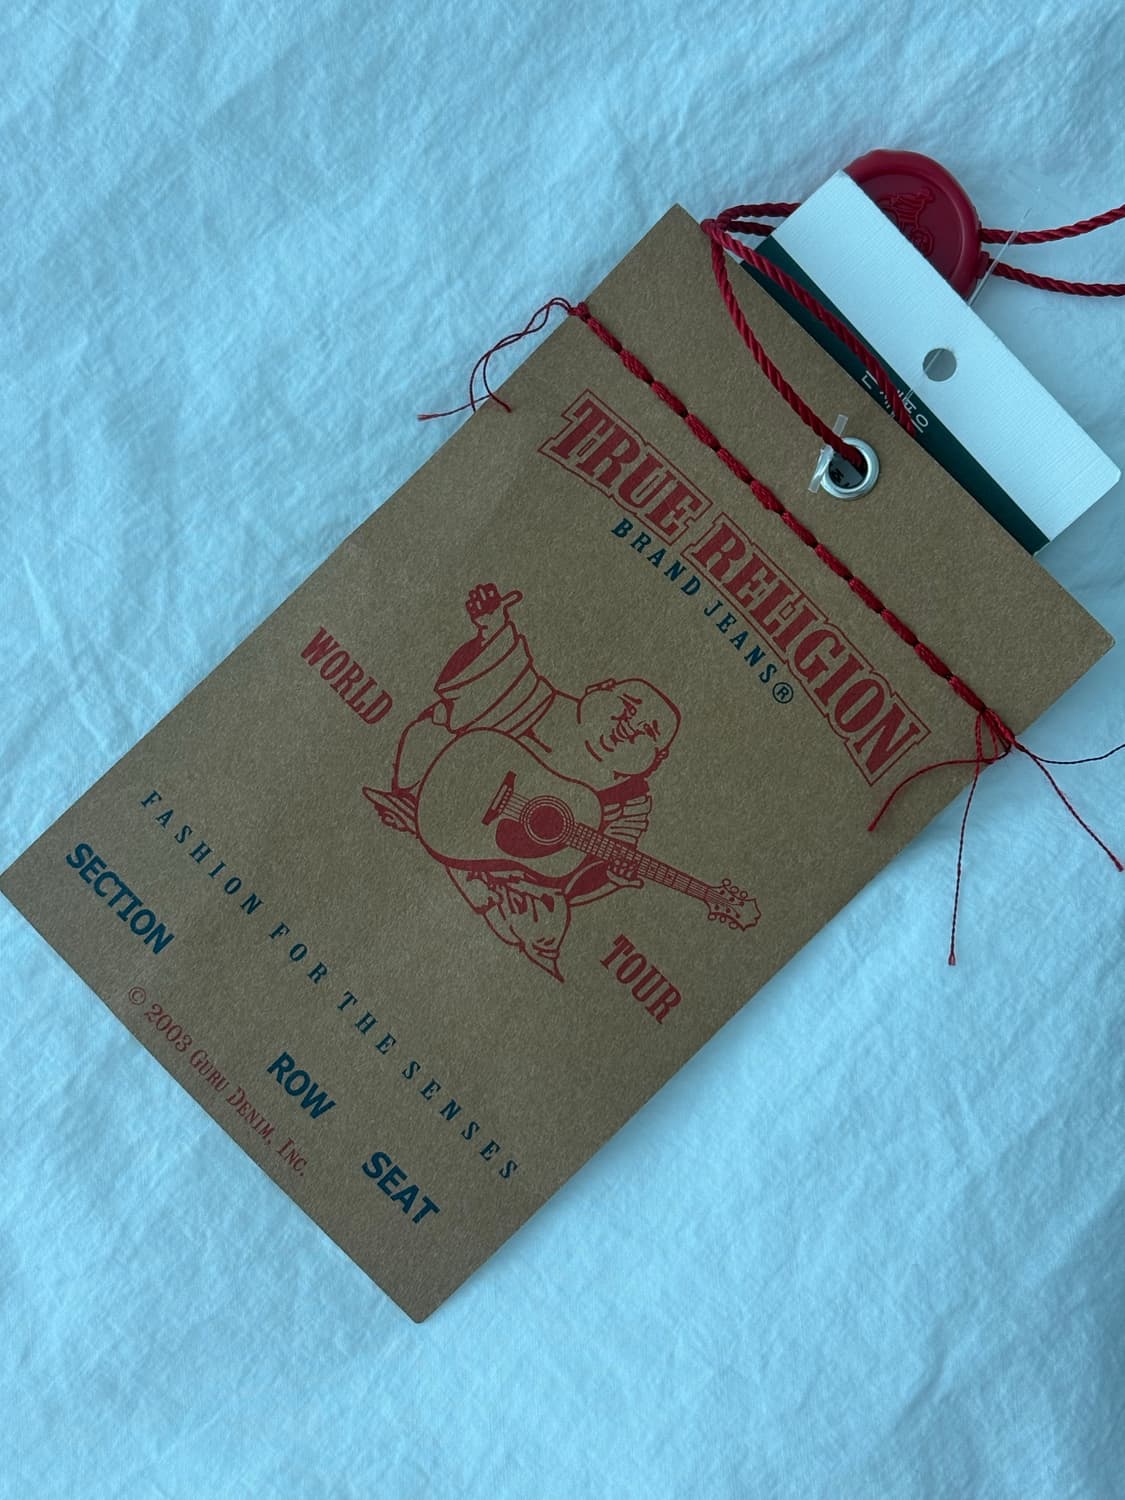 TRUE RELIGION
BRAND JEANS®
WORLD
TOUR
FASHION FOR THE SENSES
SECTION
ROW
SEAT
© 2003 GURU DENIM, INC.